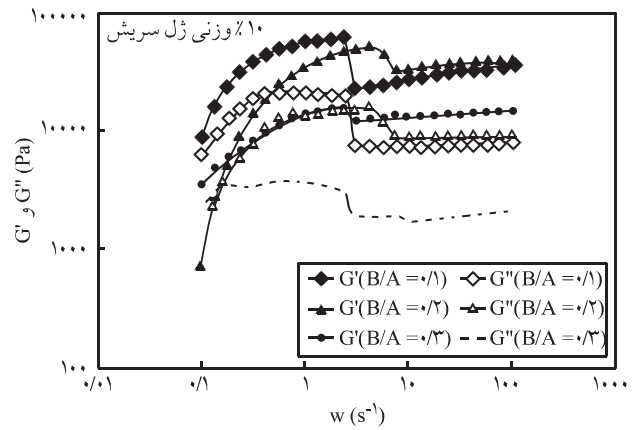 ۱۰٪ وزنی ژل سریش
۱۰۰۰۰۰
۱۰۰۰۰
۱۰۰۰
۱۰۰
G' و G" (Pa)
G'(B/A =۰/۱) G"(B/A =۰/۱)
G'(B/A =۰/۲) G"(B/A =۰/۲)
G'(B/A =۰/۳) G"(B/A =۰/۳)
۰/۰۱ ۰/۱ ۱ ۱۰ ۱۰۰ ۱۰۰۰
w (s⁻¹)